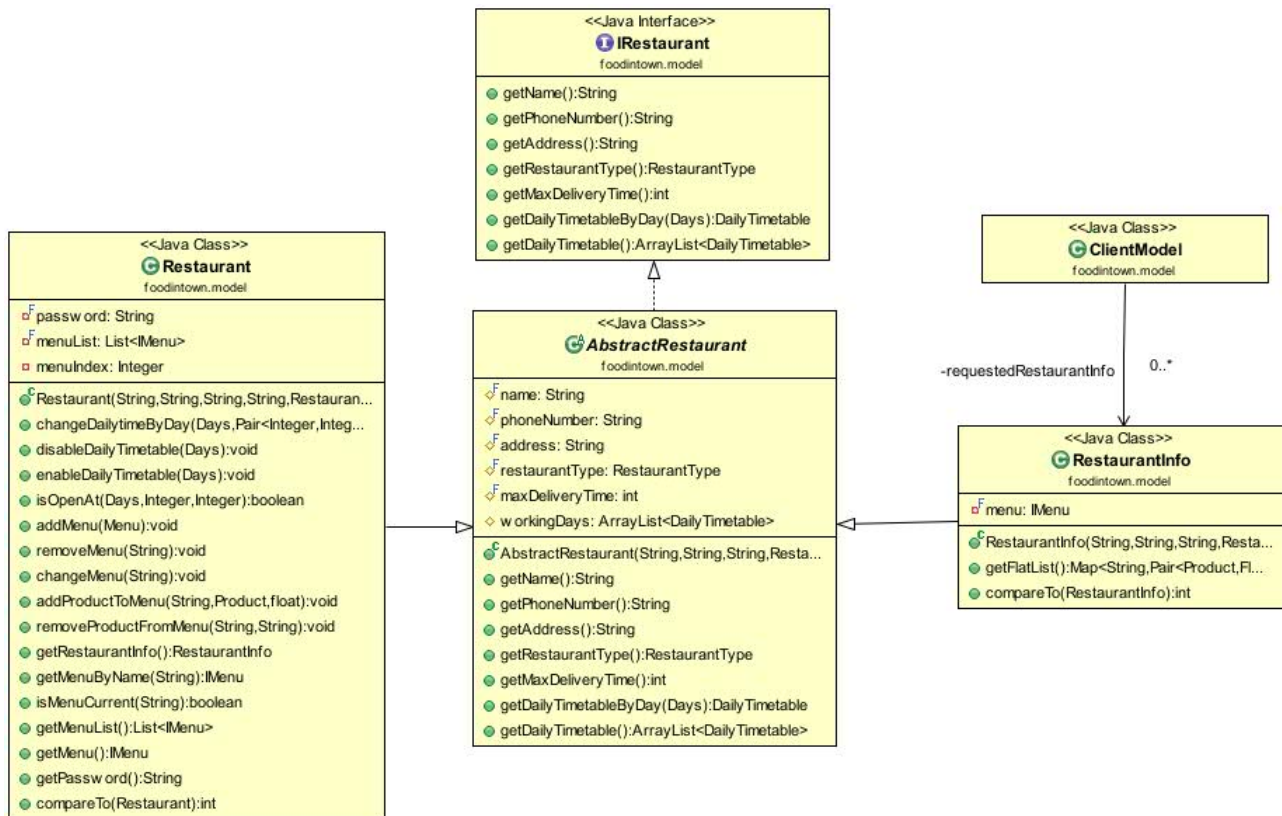 <<Java Interface>>
IRestaurant
foodintown.model
getName():String
getPhoneNumber():String
getAddress():String
getRestaurantType():RestaurantType
getMaxDeliveryTime():int
getDailyTimetableByDay(Days):DailyTimetable
getDailyTimetable():ArrayList<DailyTimetable>
<<Java Class>>
Restaurant
foodintown.model
password: String
menuList: List<IMenu>
menuIndex: Integer
Restaurant(String,String,String,String,Restauran...
changeDailytimeByDay(Days,Pair<Integer,Integ...
disableDailyTimetable(Days):void
enableDailyTimetable(Days):void
isOpenAt(Days,Integer,Integer):boolean
addMenu(Menu):void
removeMenu(String):void
changeMenu(String):void
addProductToMenu(String,Product,float):void
removeProductFromMenu(String,String):void
getRestaurantInfo():RestaurantInfo
getMenuByName(String):IMenu
isMenuCurrent(String):boolean
getMenuList():List<IMenu>
getMenu():IMenu
getPassword():String
compareTo(Restaurant):int
<<Java Class>>
AbstractRestaurant
foodintown.model
name: String
phoneNumber: String
address: String
restaurantType: RestaurantType
maxDeliveryTime: int
workingDays: ArrayList<DailyTimetable>
AbstractRestaurant(String,String,String,Resta...
getName():String
getPhoneNumber():String
getAddress():String
getRestaurantType():RestaurantType
getMaxDeliveryTime():int
getDailyTimetableByDay(Days):DailyTimetable
getDailyTimetable():ArrayList<DailyTimetable>
<<Java Class>>
ClientModel
foodintown.model
-requestedRestaurantInfo 0..*
<<Java Class>>
RestaurantInfo
foodintown.model
menu: IMenu
RestaurantInfo(String,String,String,Resta...
getFlatList():Map<String,Pair<Product,Fl...
compareTo(RestaurantInfo):int